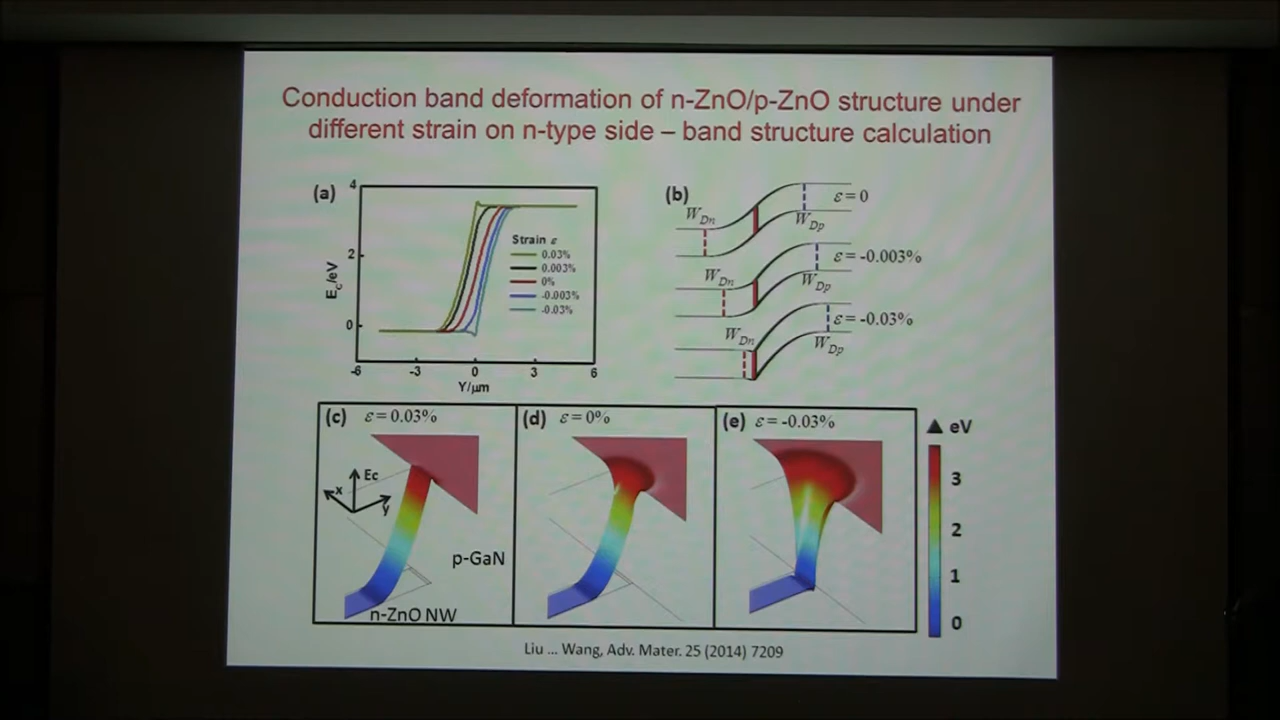 Conduction band deformation of n-ZnO/p-ZnO structure under
different strain on n-type side – band structure calculation
(a)
4
2
0
Ec/eV
-6 -3 0 3 6
Y/μm
Strain ε
0.03%
0.003%
0%
-0.003%
-0.03%
(b)
WDn
WDp
ε = 0
WDn
WDp
ε = -0.003%
WDn
WDp
ε = -0.03%
(c) ε = 0.03%
Ec
x
y
p-GaN
n-ZnO NW
(d) ε = 0%
(e) ε = -0.03%
▲ eV
3
2
1
0
Liu ... Wang, Adv. Mater. 25 (2014) 7209